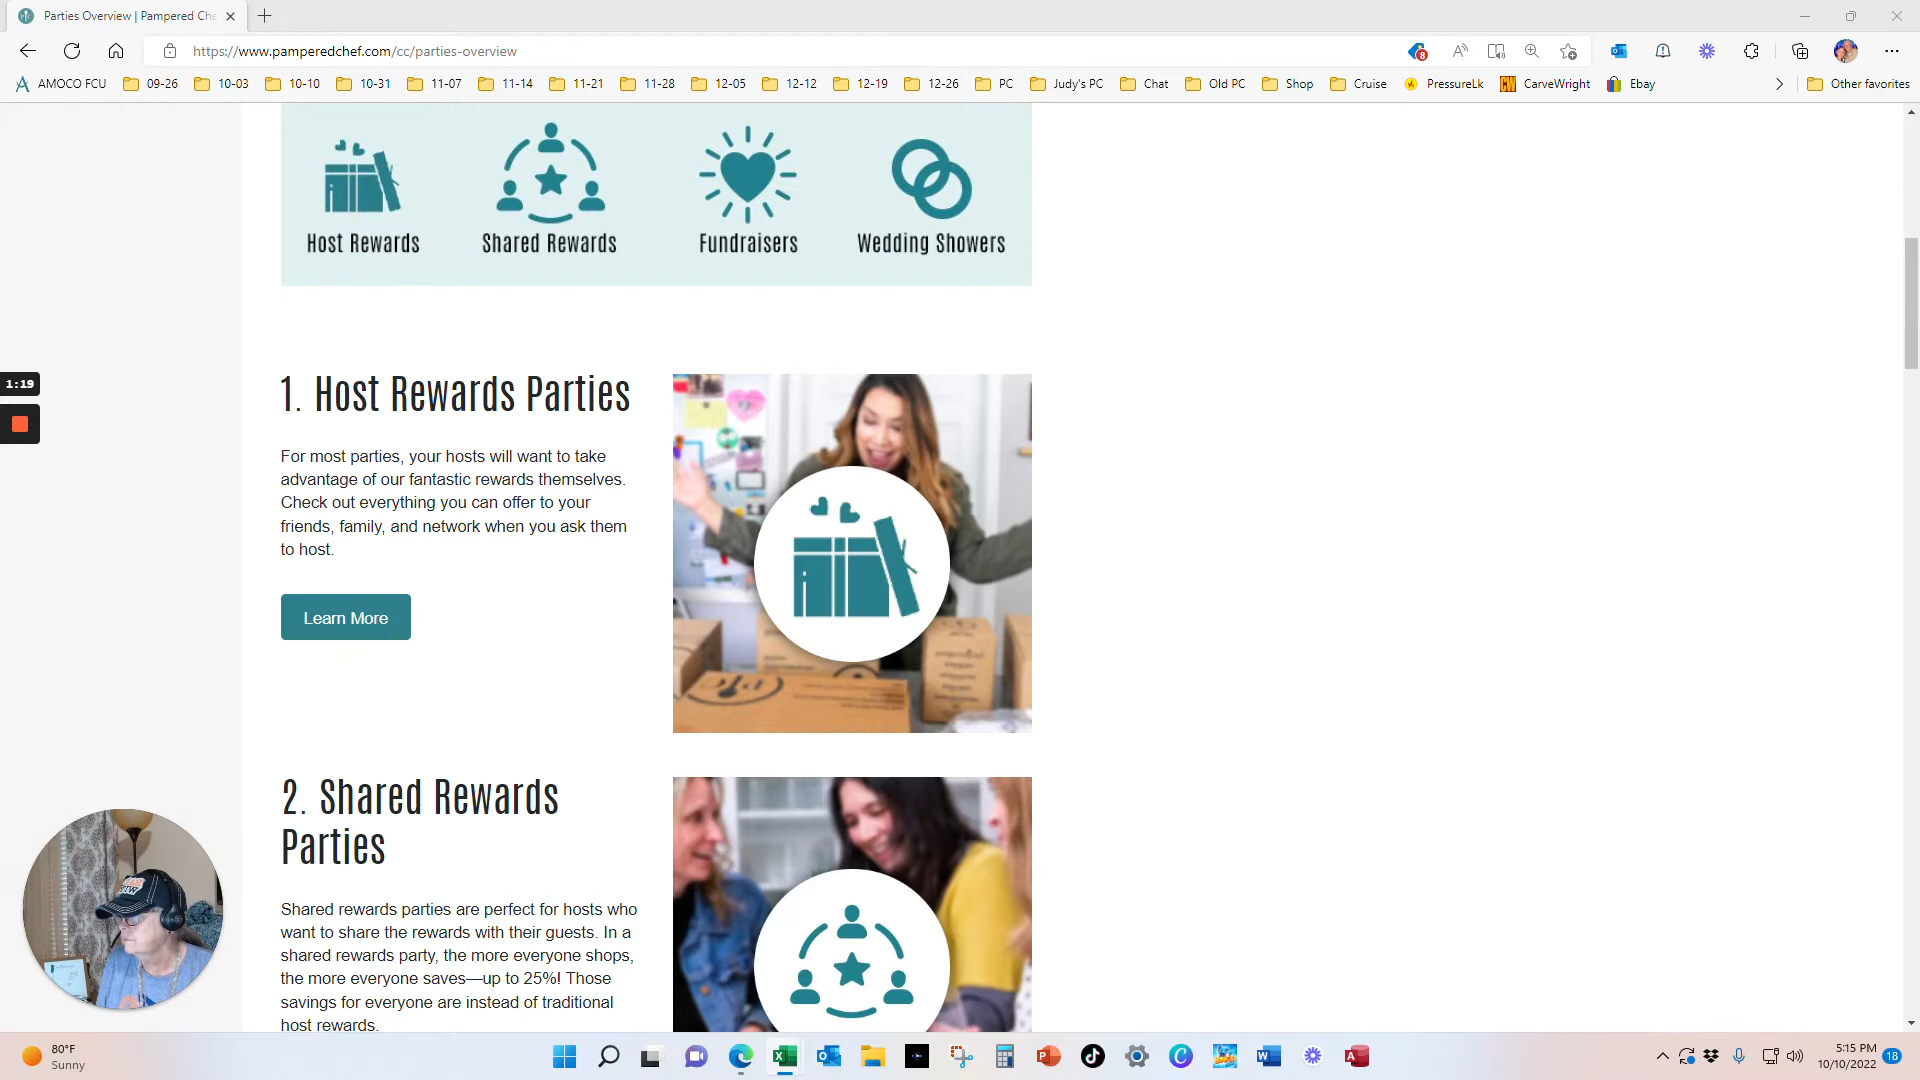 Parties Overview | Pampered Che
https://www.pamperedchef.com/cc/parties-overview
8
AMOCO FCU 09-26 10-03 10-10 10-31 11-07 11-14 11-21 11-28 12-05 12-12 12-19 12-26 PC Judy's PC Chat Old PC Shop Cruise PressureLk CarveWright Ebay Other favorites
Host Rewards Shared Rewards Fundraisers Wedding Showers
1. Host Rewards Parties
For most parties, your hosts will want to take
advantage of our fantastic rewards themselves.
Check out everything you can offer to your
friends, family, and network when you ask them
to host.
Learn More
1:19
2. Shared Rewards
Parties
Shared rewards parties are perfect for hosts who
want to share the rewards with their guests. In a
shared rewards party, the more everyone shops,
the more everyone saves—up to 25%! Those
savings for everyone are instead of traditional
host rewards.
80°F
Sunny
5:15 PM
10/10/2022
18